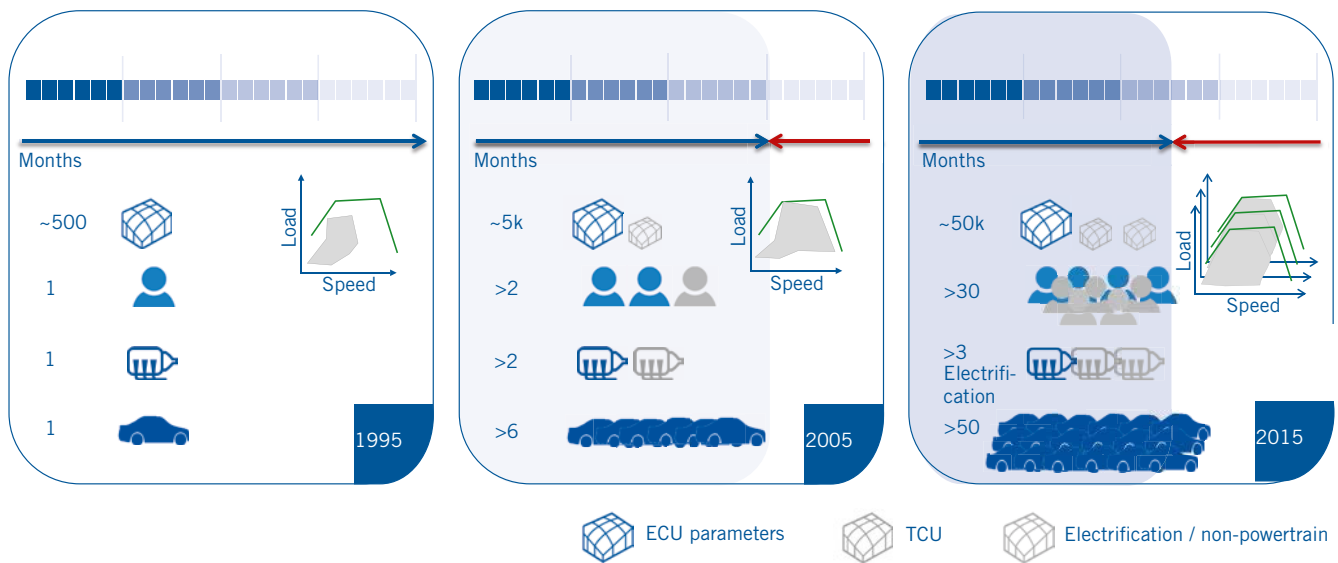 Months
~500
1
1
1
Load
Speed
1995
Months
~5k
>2
>2
>6
Load
Speed
2005
Months
~50k
>30
>3
Electrifi-
cation
>50
Load
Speed
2015
ECU parameters
TCU
Electrification / non-powertrain